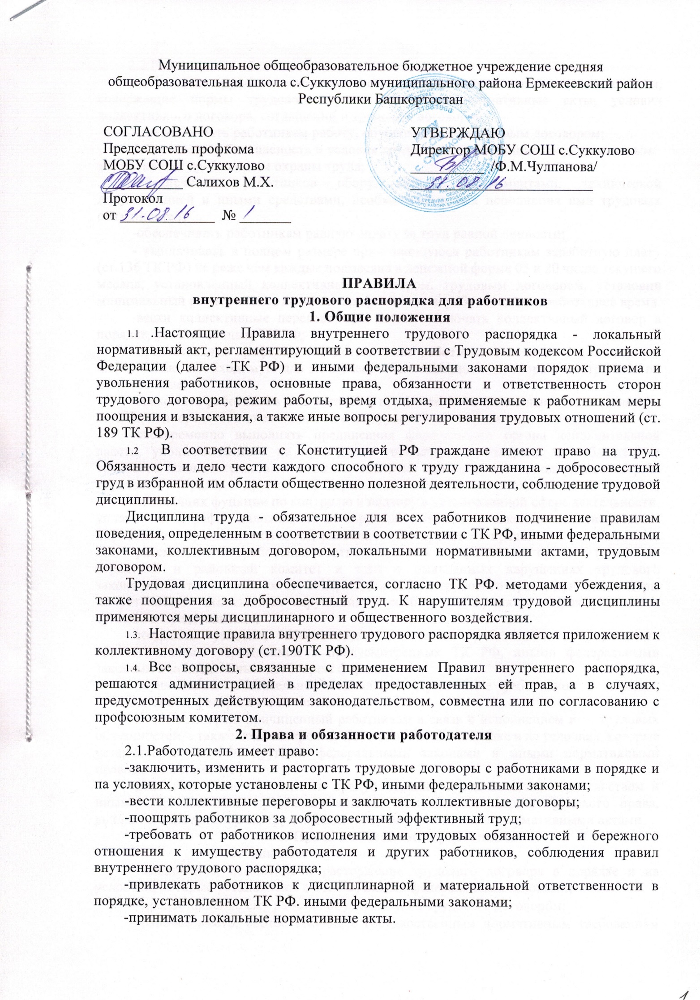 Муниципальное общеобразовательное бюджетное учреждение средняя
общеобразовательная школа с.Суккулово муниципального района Ермекеевский район
Республики Башкортостан
СОГЛАСОВАНО
Председатель профкома
МОБУ СОШ с.Суккулово
Салихов М.Х.
Протокол
от 31.08.16 № 1
УТВЕРЖДАЮ
Директор МОБУ СОШ с.Суккулово
/Ф.М.Чулпанова/
31.08.16
ПРАВИЛА
внутреннего трудового распорядка для работников
1. Общие положения
1.1 .Настоящие Правила внутреннего трудового распорядка - локальный
нормативный акт, регламентирующий в соответствии с Трудовым кодексом Российской
Федерации (далее -ТК РФ) и иными федеральными законами порядок приема и
увольнения работников, основные права, обязанности и ответственность сторон
трудового договора, режим работы, время отдыха, применяемые к работникам меры
поощрения и взыскания, а также иные вопросы регулирования трудовых отношений (ст.
189 ТК РФ).
1.2 В соответствии с Конституцией РФ граждане имеют право на труд.
Обязанность и дело чести каждого способного к труду гражданина - добросовестный
груд в избранной им области общественно полезной деятельности, соблюдение трудовой
дисциплины.
Дисциплина труда - обязательное для всех работников подчинение правилам
поведения, определенным в соответствии в соответствии с ТК РФ, иными федеральными
законами, коллективным договором, локальными нормативными актами, трудовым
договором.
Трудовая дисциплина обеспечивается, согласно ТК РФ. методами убеждения, а
также поощрения за добросовестный труд. К нарушителям трудовой дисциплины
применяются меры дисциплинарного и общественного воздействия.
1.3. Настоящие правила внутреннего трудового распорядка является приложением к
коллективному договору (ст.190ТК РФ).
1.4. Все вопросы, связанные с применением Правил внутреннего распорядка,
решаются администрацией в пределах предоставленных ей прав, а в случаях,
предусмотренных действующим законодательством, совместна или по согласованию с
профсоюзным комитетом.
2. Права и обязанности работодателя
2.1.Работодатель имеет право:
-заключить, изменить и расторгать трудовые договоры с работниками в порядке и
па условиях, которые установлены с ТК РФ, иными федеральными законами;
-вести коллективные переговоры и заключать коллективные договоры;
-поощрять работников за добросовестный эффективный труд;
-требовать от работников исполнения ими трудовых обязанностей и бережного
отношения к имуществу работодателя и других работников, соблюдения правил
внутреннего трудового распорядка;
-привлекать работников к дисциплинарной и материальной ответственности в
порядке, установленном ТК РФ. иными федеральными законами;
-принимать локальные нормативные акты.
1